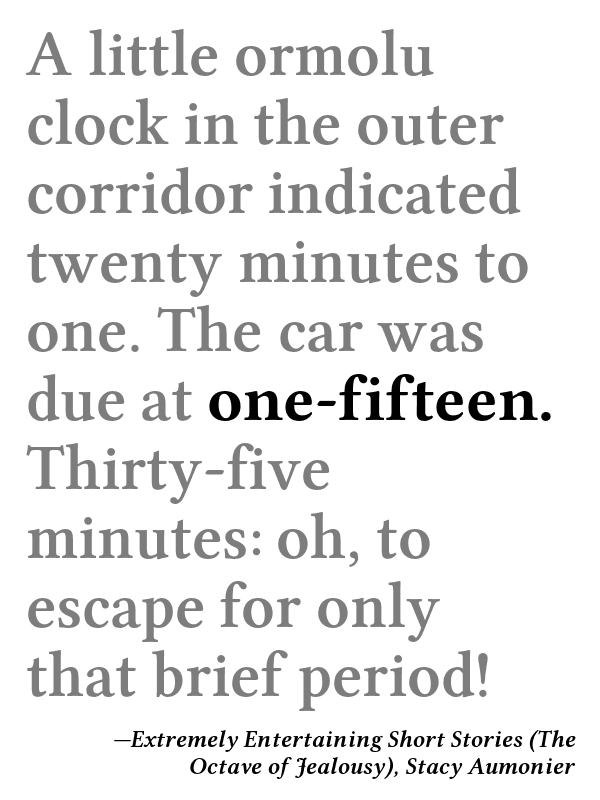 A little ormolu
clock in the outer
corridor indicated
twenty minutes to
one. The car was
due at one-fifteen.
Thirty-five
minutes: oh, to
escape for only
that brief period!
—Extremely Entertaining Short Stories (The
Octave of Jealousy), Stacy Aumonier